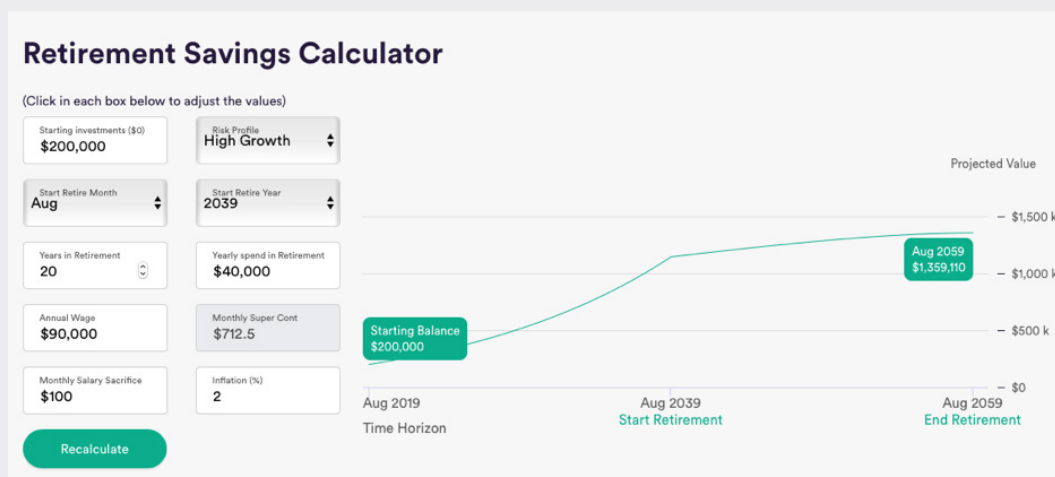 Retirement Savings Calculator
(Click in each box below to adjust the values)
Starting investments ($0)
$200,000
Risk Profile
High Growth
Start Retire Month
Aug
Start Retire Year
2039
Years in Retirement
20
Yearly spend in Retirement
$40,000
Annual Wage
$90,000
Monthly Super Cont
$712.5
Monthly Salary Sacrifice
$100
Inflation (%)
2
Recalculate
Projected Value
$1,500 k
$1,000 k
$500 k
$0
Starting Balance
$200,000
Aug 2059
$1,359,110
Aug 2019
Time Horizon
Aug 2039
Start Retirement
Aug 2059
End Retirement